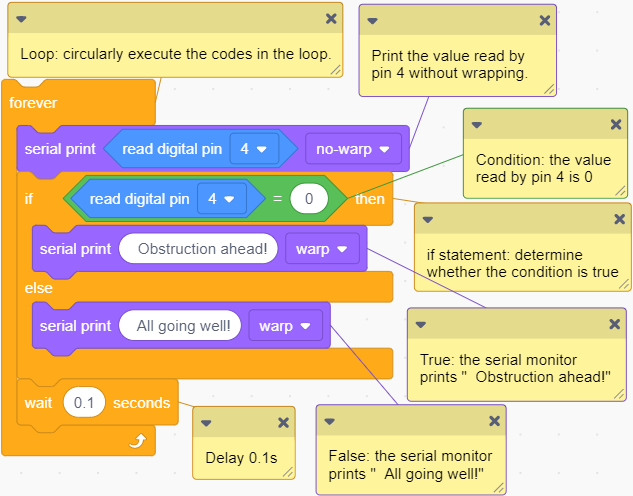 Loop: circularly execute the codes in the loop.
Print the value read by
pin 4 without wrapping.
forever
serial print read digital pin 4 no-warp
Condition: the value
read by pin 4 is 0
if read digital pin 4 = 0 then
if statement: determine
whether the condition is true
serial print Obstruction ahead! warp
else
serial print All going well! warp
True: the serial monitor
prints "  Obstruction ahead!"
wait 0.1 seconds
Delay 0.1s
False: the serial monitor
prints "  All going well!"